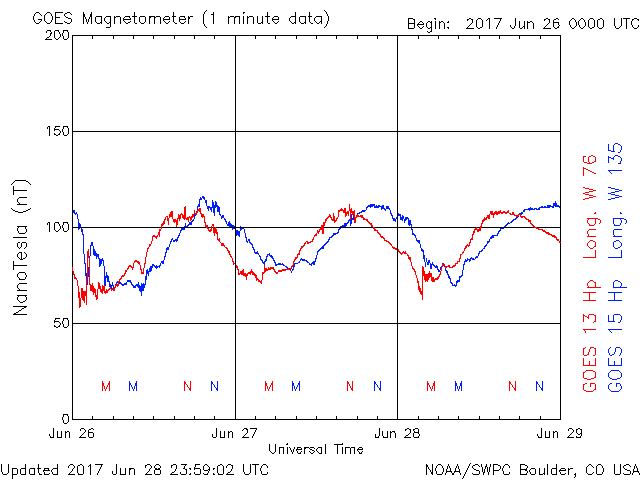 GOES Magnetometer (1 minute data)
Begin: 2017 Jun 26 0000 UTC
200
150
100
50
0
NanoTesla (nT)
M M N N M M N N M M N N
Jun 26 Jun 27 Jun 28 Jun 29
Universal Time
GOES 13 Hp Long. W 76
GOES 15 Hp Long. W 135
Updated 2017 Jun 28 23:59:02 UTC
NOAA/SWPC Boulder, CO USA